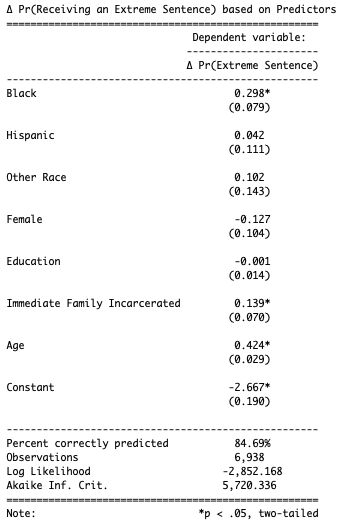 Δ Pr(Receiving an Extreme Sentence) based on Predictors
==================================================
Dependent variable:
---------------------
Δ Pr(Extreme Sentence)
--------------------------------------------------
Black 0.298*
(0.079)
Hispanic 0.042
(0.111)
Other Race 0.102
(0.143)
Female -0.127
(0.104)
Education -0.001
(0.014)
Immediate Family Incarcerated 0.139*
(0.070)
Age 0.424*
(0.029)
Constant -2.667*
(0.190)
--------------------------------------------------
Percent correctly predicted 84.69%
Observations 6,938
Log Likelihood -2,852.168
Akaike Inf. Crit. 5,720.336
==================================================
Note: *p < .05, two-tailed